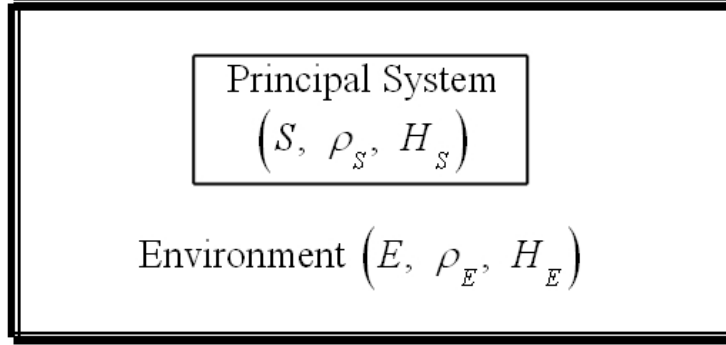 Principal System
(S, ρ_S, H_S)
Environment (E, ρ_E, H_E)